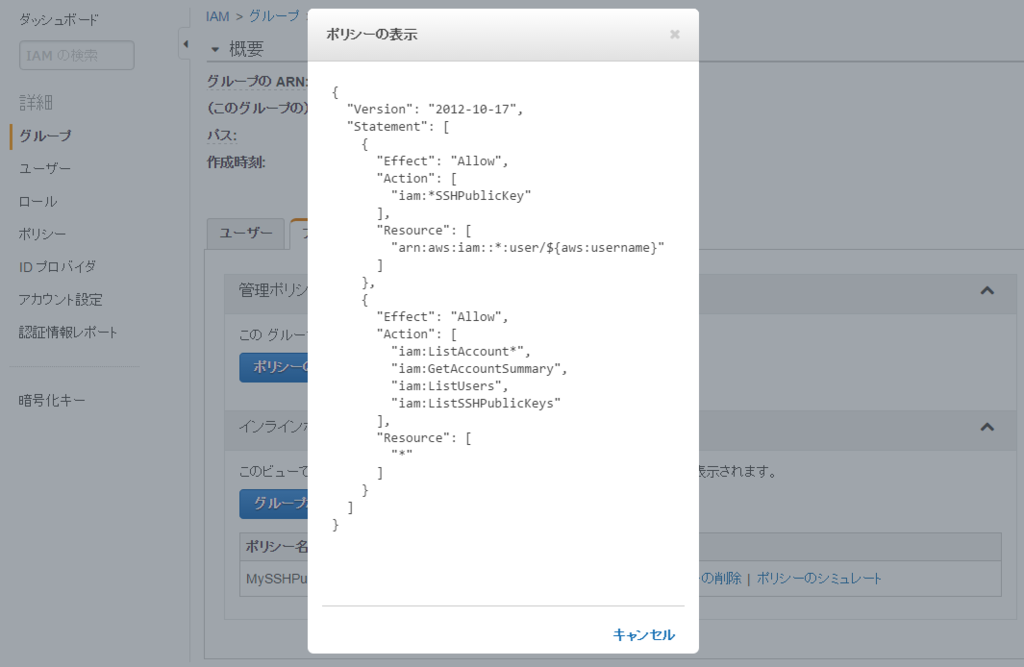 ダッシュボード
IAM の検索
詳細
グループ
ユーザー
ロール
ポリシー
ID プロバイダ
アカウント設定
認証情報レポート
暗号化キー
IAM > グループ
概要
グループの ARN:
(このグループの)
パス:
作成時刻:
ユーザー
管理ポリシ
この グルー
ポリシーの
インライン
このビューで
表示されます。
グループ
ポリシー名
MySSHPu
の削除 | ポリシーのシミュレート
ポリシーの表示
{
"Version": "2012-10-17",
"Statement": [
{
"Effect": "Allow",
"Action": [
"iam:*SSHPublicKey"
],
"Resource": [
"arn:aws:iam::*:user/${aws:username}"
]
},
{
"Effect": "Allow",
"Action": [
"iam:ListAccount*",
"iam:GetAccountSummary",
"iam:ListUsers",
"iam:ListSSHPublicKeys"
],
"Resource": [
"*"
]
}
]
}
キャンセル